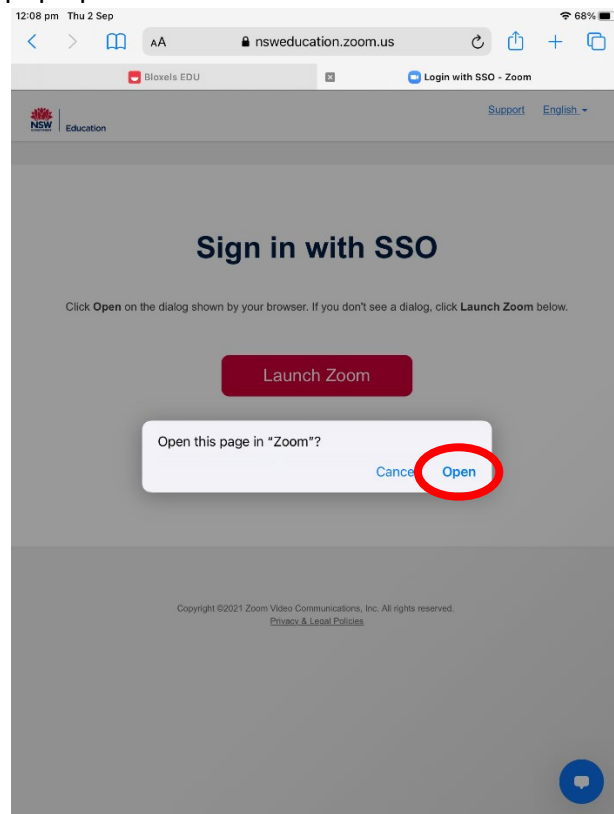 12:08 pm Thu 2 Sep
68%
AA nsweducation.zoom.us
Bloxels EDU
Login with SSO - Zoom
Support English
NSW Education
Sign in with SSO
Click Open on the dialog shown by your browser. If you don't see a dialog, click Launch Zoom below.
Launch Zoom
Open this page in “Zoom”?
Cance Open
Copyright ©2021 Zoom Video Communications, Inc. All rights reserved.
Privacy & Legal Policies